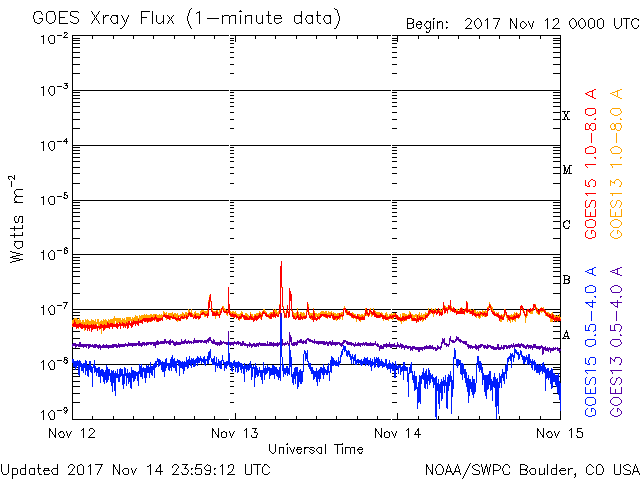 GOES Xray Flux (1-minute data)
Begin: 2017 Nov 12 0000 UTC
10-2
10-3
10-4
10-5
10-6
10-7
10-8
10-9
Watts m-2
X
M
C
B
A
GOES15 1.0-8.0 A
GOES13 1.0-8.0 A
GOES15 0.5-4.0 A
GOES13 0.5-4.0 A
Nov 12
Nov 13
Nov 14
Nov 15
Universal Time
Updated 2017 Nov 14 23:59:12 UTC
NOAA/SWPC Boulder, CO USA